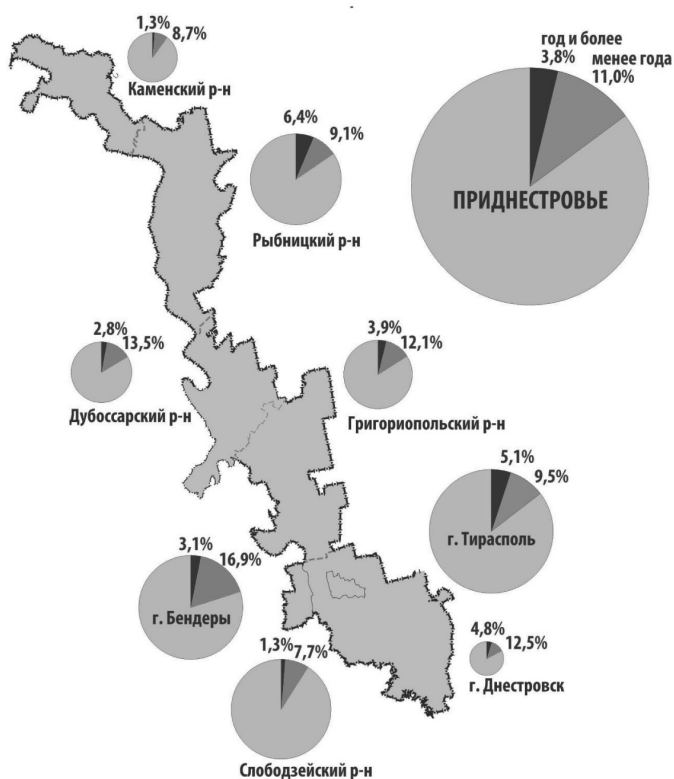 1,3%
8,7%
Каменский р-н
год и более
3,8%
менее года
11,0%
ПРИДНЕСТРОВЬЕ
6,4%
9,1%
Рыбницкий р-н
2,8%
13,5%
Дубоссарский р-н
3,9%
12,1%
Григориопольский р-н
5,1%
9,5%
г. Тирасполь
3,1%
16,9%
г. Бендеры
4,8%
12,5%
г. Днестровск
1,3%
7,7%
Слободзейский р-н